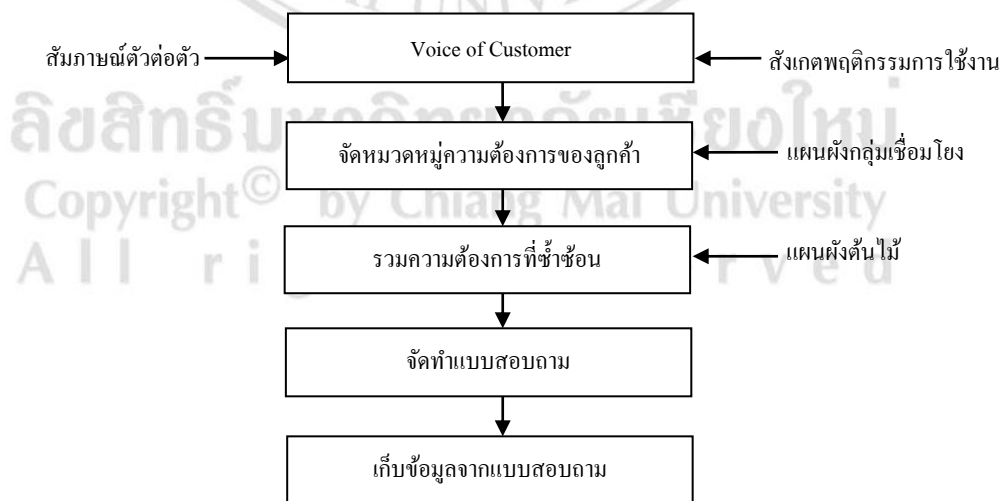 Voice of Customer
สัมภาษณ์ตัวต่อตัว
สังเกตพฤติกรรมการใช้งาน
จัดหมวดหมู่ความต้องการของลูกค้า
แผนผังกลุ่มเชื่อมโยง
รวมความต้องการที่ซ้ำซ้อน
แผนผังต้นไม้
จัดทำแบบสอบถาม
เก็บข้อมูลจากแบบสอบถาม
ลิขสิทธิ์มหาวิทยาลัยเชียงใหม่
Copyright© by Chiang Mai University
All rights reserved